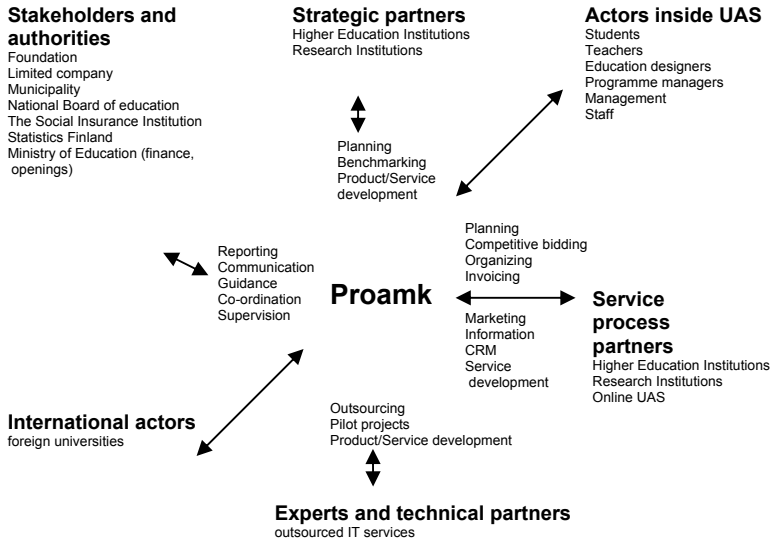 Stakeholders and
authorities
Foundation
Limited company
Municipality
National Board of education
The Social Insurance Institution
Statistics Finland
Ministry of Education (finance,
openings)
Strategic partners
Higher Education Institutions
Research Institutions
Actors inside UAS
Students
Teachers
Education designers
Programme managers
Management
Staff
Planning
Benchmarking
Product/Service
development
Reporting
Communication
Guidance
Co-ordination
Supervision
Proamk
Planning
Competitive bidding
Organizing
Invoicing
Marketing
Information
CRM
Service
development
Service
process
partners
Higher Education Institutions
Research Institutions
Online UAS
International actors
foreign universities
Outsourcing
Pilot projects
Product/Service development
Experts and technical partners
outsourced IT services